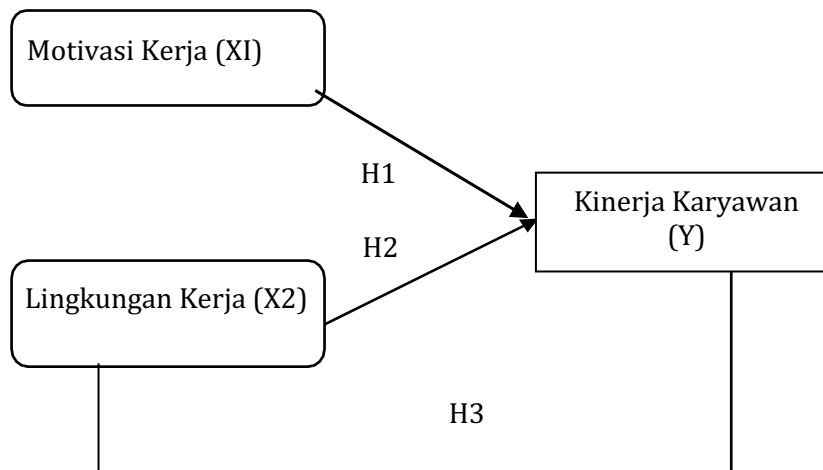 Motivasi Kerja (XI)
H1
Kinerja Karyawan
(Y)
H2
Lingkungan Kerja (X2)
H3